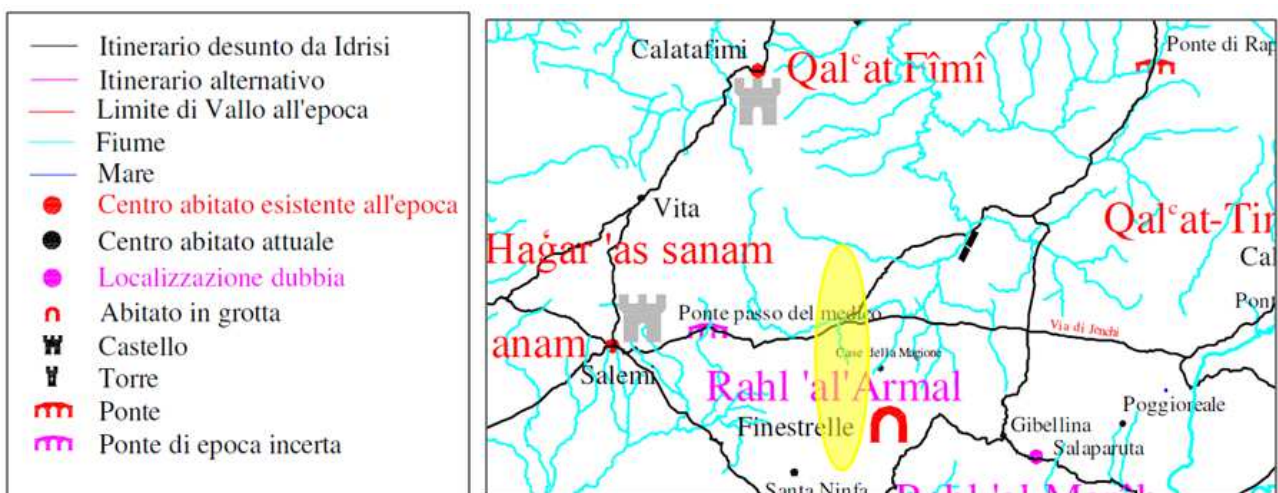 Itinerario desunto da Idrisi
Itinerario alternativo
Limite di Vallo all'epoca
Fiume
Mare
Centro abitato esistente all'epoca
Centro abitato attuale
Localizzazione dubbia
Abitato in grotta
Castello
Torre
Ponte
Ponte di epoca incerta
Calatafimi
Ponte di Rap
Qalᶜat Fîmî
Vita
Qalᶜat-Tir
Haġar 'as sanam
Cal
Pont
Ponte passo del medico
Via di Jenchi
anam
Case della Magione
Salemi
Rahl 'al'Armal
Poggioreale
Finestrelle
Gibellina
Salaparuta
Santa Ninfa